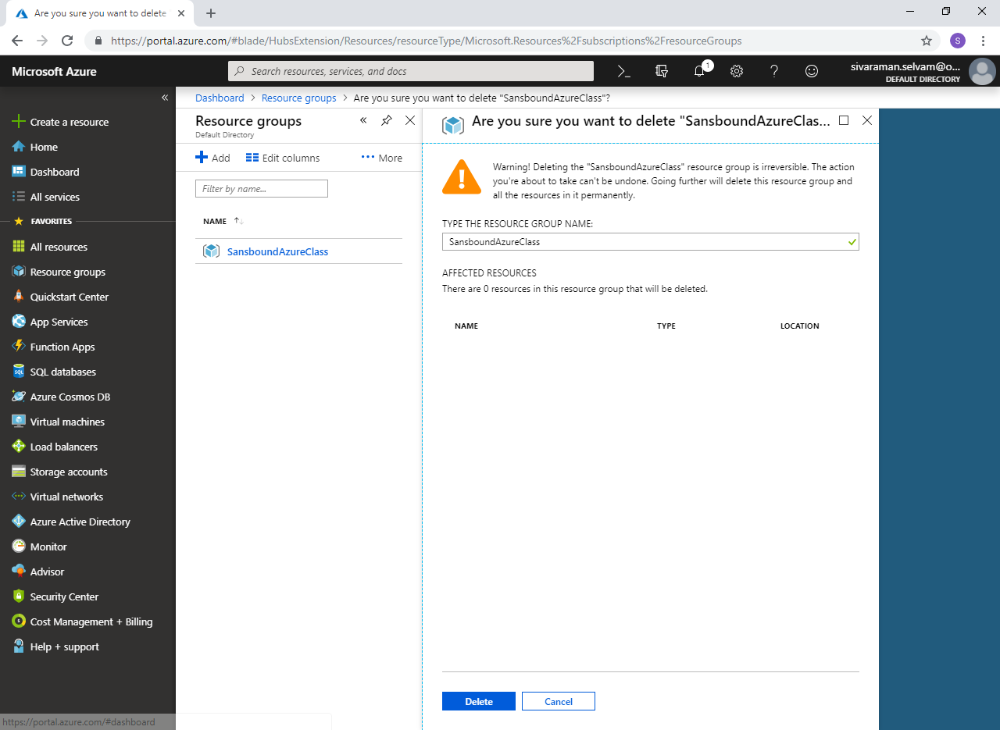 Are you sure you want to delete
https://portal.azure.com/#blade/HubsExtension/Resources/resourceType/Microsoft.Resources%2Fsubscriptions%2FresourceGroups
S
Microsoft Azure
Search resources, services, and docs
1
sivaraman.selvam@o...
DEFAULT DIRECTORY
Create a resource
Home
Dashboard
All services
FAVORITES
All resources
Resource groups
Quickstart Center
App Services
Function Apps
SQL
SQL databases
Azure Cosmos DB
Virtual machines
Load balancers
Storage accounts
Virtual networks
Azure Active Directory
Monitor
Advisor
Security Center
Cost Management + Billing
Help + support
https://portal.azure.com/#dashboard
Dashboard > Resource groups > Are you sure you want to delete "SansboundAzureClass"?
Resource groups
Default Directory
Add Edit columns ••• More
Filter by name...
NAME
SansboundAzureClass
Are you sure you want to delete "SansboundAzureClas...
Warning! Deleting the "SansboundAzureClass" resource group is irreversible. The action
you're about to take can't be undone. Going further will delete this resource group and
all the resources in it permanently.
TYPE THE RESOURCE GROUP NAME:
SansboundAzureClass
AFFECTED RESOURCES
There are 0 resources in this resource group that will be deleted.
NAME TYPE LOCATION
Delete Cancel